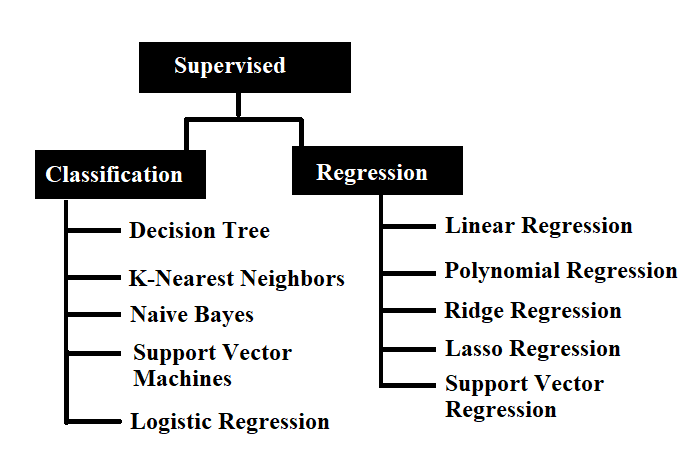 Supervised
Classification
Decision Tree
K-Nearest Neighbors
Naive Bayes
Support Vector
Machines
Logistic Regression
Regression
Linear Regression
Polynomial Regression
Ridge Regression
Lasso Regression
Support Vector
Regression